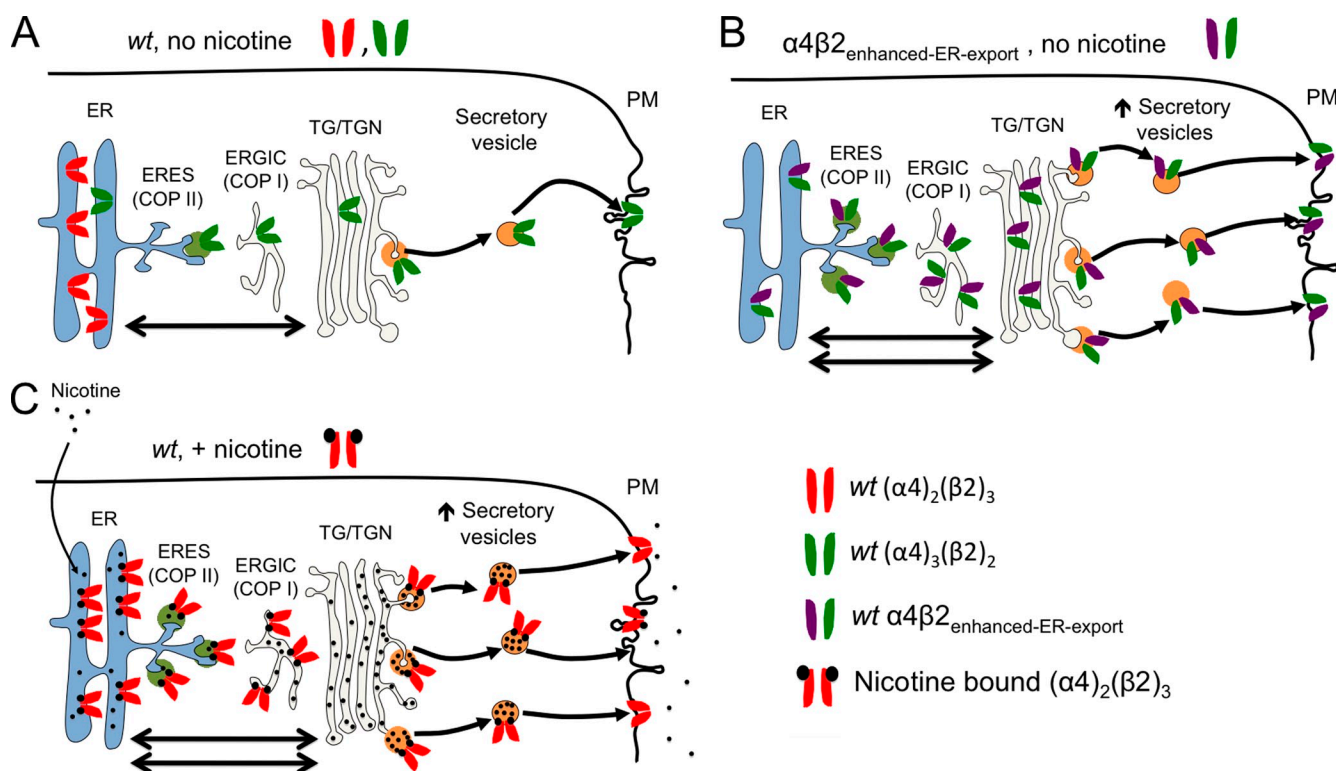 A
wt, no nicotine ,
ER
ERES
(COP II)
ERGIC
(COP I)
TG/TGN
Secretory
vesicle
PM
B
α4β2enhanced-ER-export , no nicotine
ER
ERES
(COP II)
ERGIC
(COP I)
TG/TGN
Secretory
vesicles
PM
C
Nicotine
wt, + nicotine
ER
ERES
(COP II)
ERGIC
(COP I)
TG/TGN
Secretory
vesicles
PM
wt (α4)2(β2)3
wt (α4)3(β2)2
wt α4β2enhanced-ER-export
Nicotine bound (α4)2(β2)3